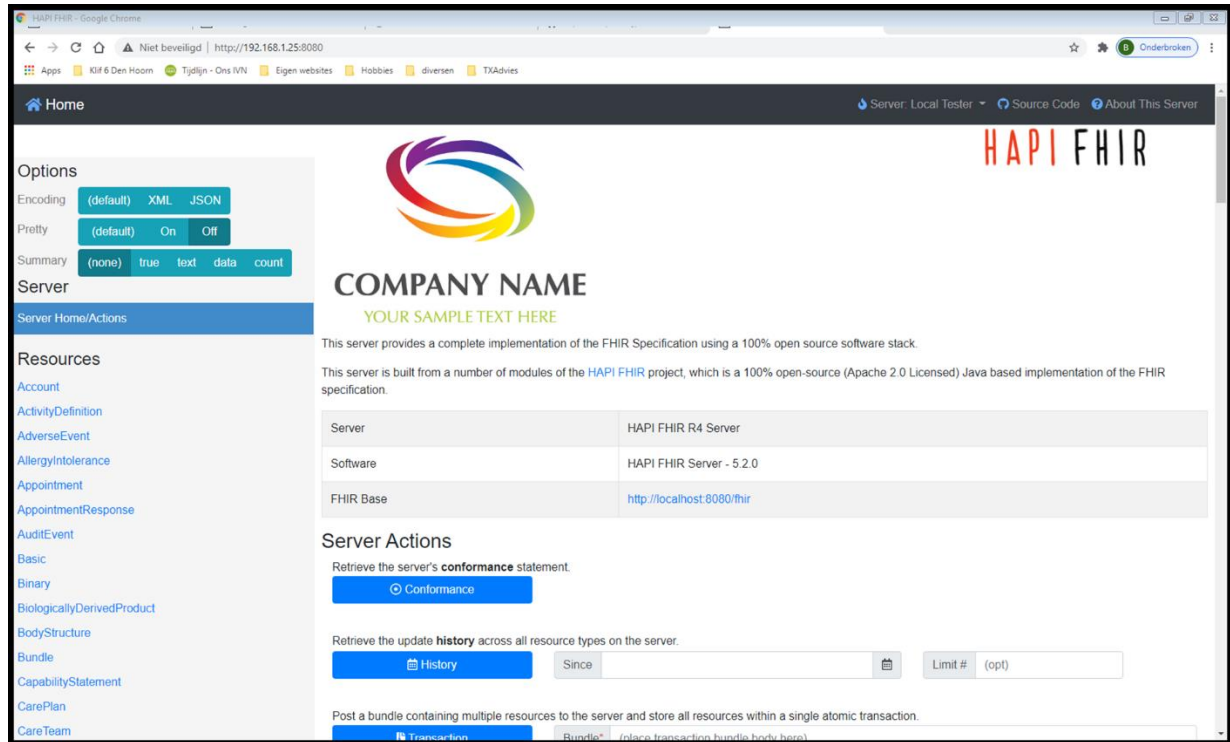 HAPI FHIR - Google Chrome
Niet beveiligd | http://192.168.1.25:8080
B Onderbroken
Apps Klif 6 Den Hoorn Tijdlijn - Ons IVN Eigen websites Hobbies diversen TXAdvies
Home
Server: Local Tester Source Code About This Server
HAPI FHIR
Options
Encoding (default) XML JSON
Pretty (default) On Off
Summary (none) true text data count
Server
Server Home/Actions
Resources
Account
ActivityDefinition
AdverseEvent
AllergyIntolerance
Appointment
AppointmentResponse
AuditEvent
Basic
Binary
BiologicallyDerivedProduct
BodyStructure
Bundle
CapabilityStatement
CarePlan
CareTeam
COMPANY NAME
YOUR SAMPLE TEXT HERE
This server provides a complete implementation of the FHIR Specification using a 100% open source software stack.
This server is built from a number of modules of the HAPI FHIR project, which is a 100% open-source (Apache 2.0 Licensed) Java based implementation of the FHIR
specification.
Server HAPI FHIR R4 Server
Software HAPI FHIR Server - 5.2.0
FHIR Base http://localhost:8080/fhir
Server Actions
Retrieve the server's conformance statement.
Conformance
Retrieve the update history across all resource types on the server.
History Since Limit # (opt)
Post a bundle containing multiple resources to the server and store all resources within a single atomic transaction.
Transaction Bundle* (place transaction bundle body here)